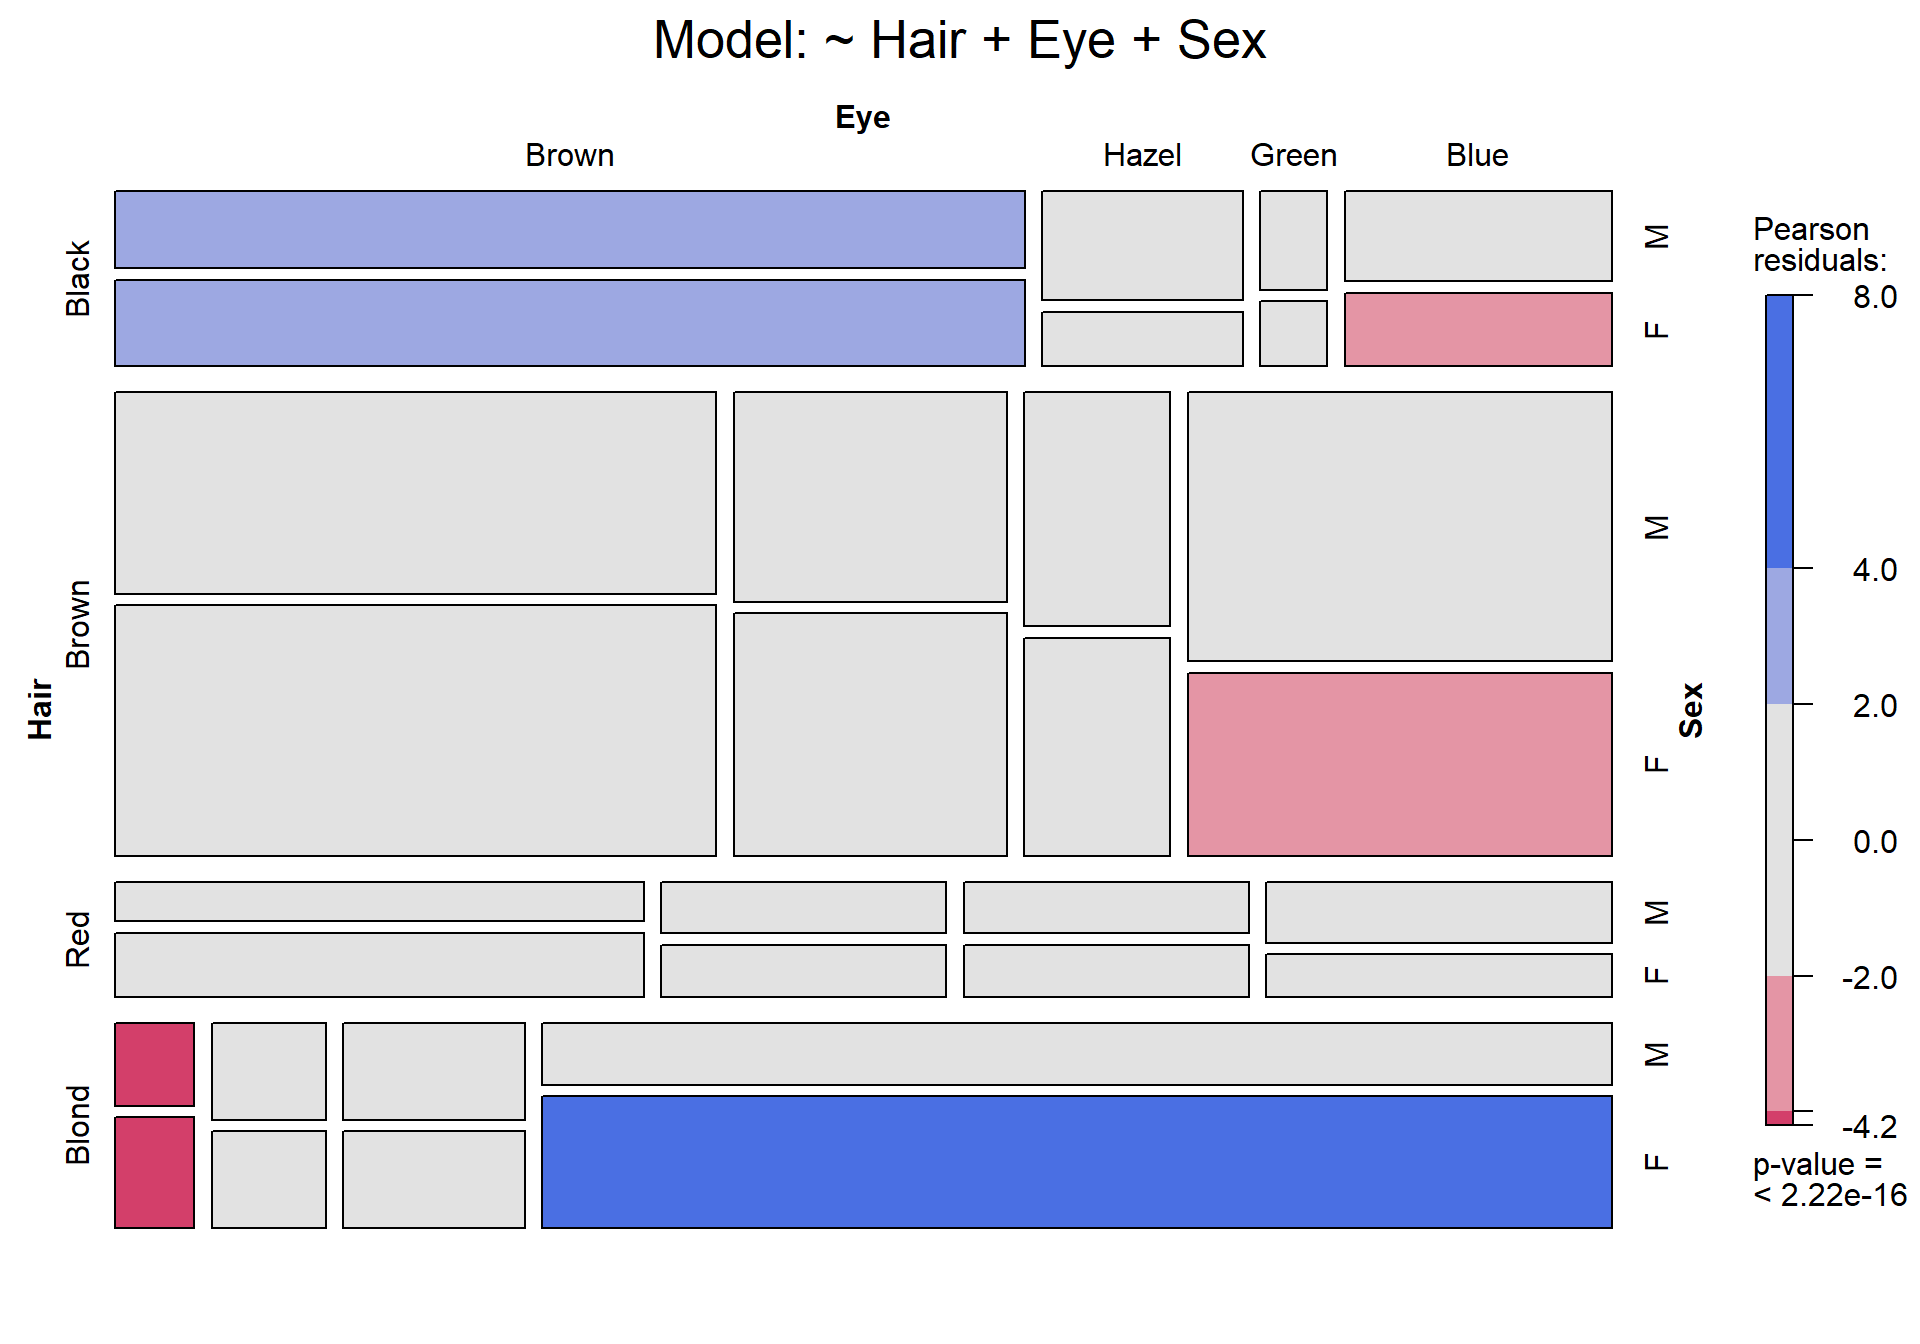 Model: ~ Hair + Eye + Sex
Eye
Brown Hazel Green Blue
Hair
Black
Brown
Red
Blond
M
F
M
F
M
F
M
F
Sex
Pearson
residuals:
8.0
4.0
2.0
0.0
-2.0
-4.2
p-value =
< 2.22e-16